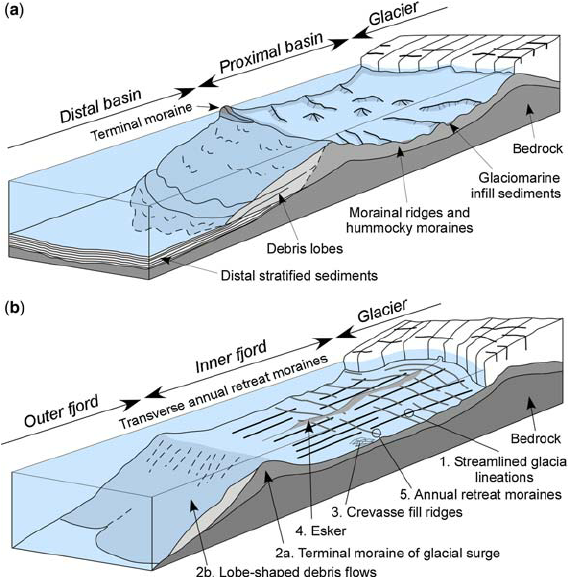 (a)
Glacier
Proximal basin
Distal basin
Terminal moraine
Bedrock
Glaciomarine
infill sediments
Morainal ridges and
hummocky moraines
Debris lobes
Distal stratified sediments
(b)
Glacier
Inner fjord
Transverse annual retreat moraines
Outer fjord
Bedrock
1. Streamlined glacia
lineations
5. Annual retreat moraines
3. Crevasse fill ridges
4. Esker
2a. Terminal moraine of glacial surge
2b. Lobe-shaped debris flows